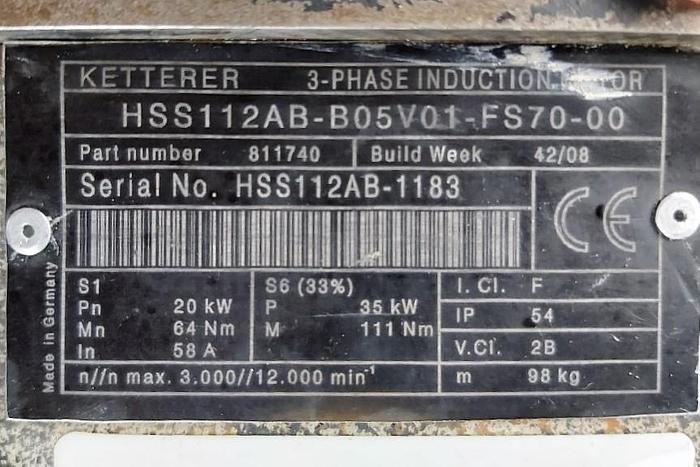 KETTERER 3-PHASE INDUCTION MOTOR
HSS112AB-B05V01-FS70-00
Part number 811740 Build Week 42/08
Serial No. HSS112AB-1183
CE
Made in Germany
S1 S6 (33%) I. Cl. F
Pn 20 kW P 35 kW
IP 54
Mn 64 Nm M 111 Nm
In 58 A V.Cl. 2B
n//n max. 3.000//12.000 min⁻¹ m 98 kg